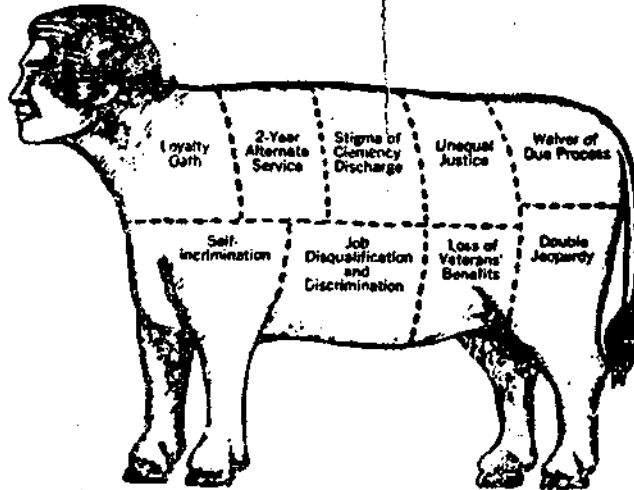 Loyalty
Oath
2-Year
Alternate
Service
Stigma of
Clemency
Discharge
Unequal
Justice
Waiver of
Due Process
Self-
incrimination
Job
Disqualification
and
Discrimination
Loss of
Veterans'
Benefits
Double
Jeopardy